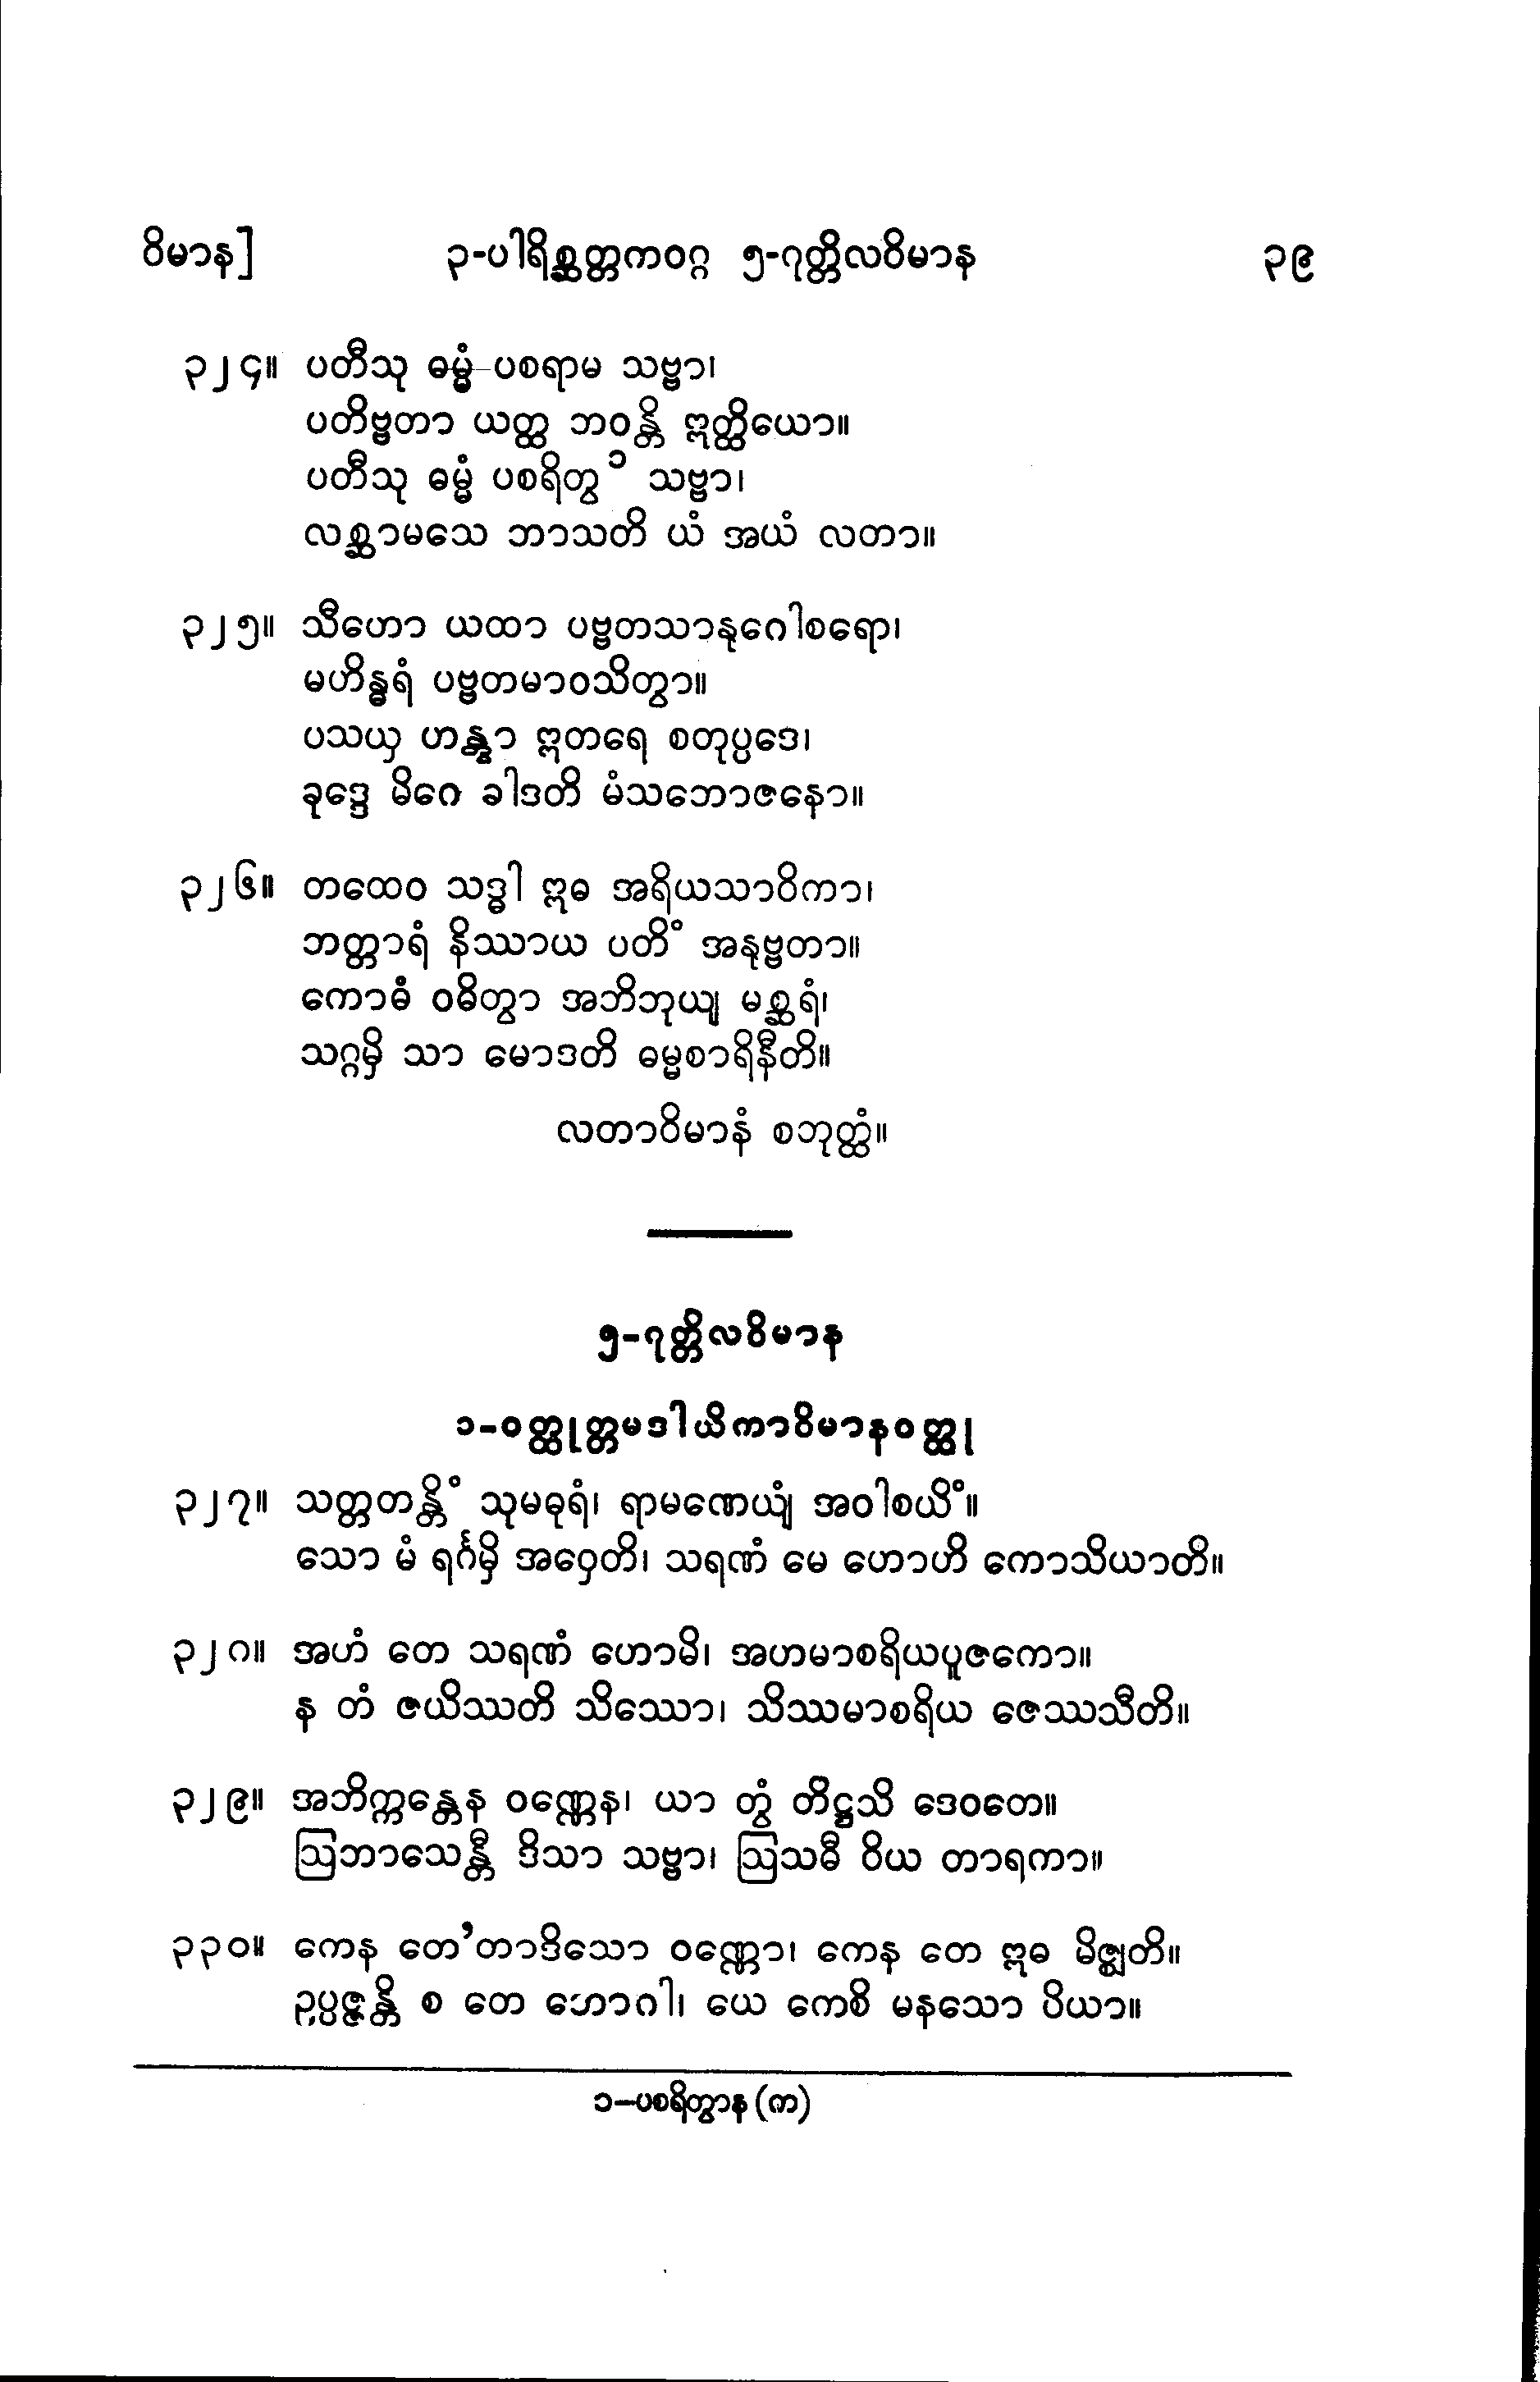 ဝိမာန]	၃-ပါရိစ္ဆတ္တကဝဂ္ဂ ၅-ဂုတ္တိလဝိမာန	၃၉
၃၂၄။ ပတီသု ဓမ္မံ ပစရာမ သဗ္ဗာ၊
ပတိဗ္ဗတာ ယတ္ထ ဘဝန္တိ ဣတ္ထိယော။
ပတီသု ဓမ္မံ ပစရိတွ ၁ သဗ္ဗာ၊
လစ္ဆာမသေ ဘာသတိ ယံ အယံ လတာ။
၃၂၅။ သီဟော ယထာ ပဗ္ဗတသာနုဂေါစရော၊
မဟိန္ဓရံ ပဗ္ဗတမာဝသိတွာ။
ပသယှ ဟန္တွာ ဣတရေ စတုပ္ပဒေ၊
ခုဒ္ဒေ မိဂေ ခါဒတိ မံသဘောဇနော။
၃၂၆။ တထေဝ သဒ္ဓါ ဣဓ အရိယသာဝိကာ၊
ဘတ္တာရံ နိဿာယ ပတိံ အနုဗ္ဗတာ။
ကောဓံ ဝဓိတွာ အဘိဘုယျ မစ္ဆရံ၊
သဂ္ဂမှိ သာ မောဒတိ ဓမ္မစာရိနီတိ။
လတာဝိမာနံ စဘုတ္ထံ။
၅-ဂုတ္တိလဝိမာန
၁-ဝတ္ထုတ္တမဒါယိကာဝိမာနဝတ္ထု
၃၂၇။ သတ္တတန္တိံ သုမဓုရံ၊ ရာမဏေယျံ အဝါစယိံ။
သော မံ ရင်္ဂမှိ အဝှေတိ၊ သရဏံ မေ ဟောဟိ ကောသိယာတိ။
၃၂၈။ အဟံ တေ သရဏံ ဟောမိ၊ အဟမာစရိယပူဇကော။
န တံ ဇယိဿတိ သိဿော၊ သိဿမာစရိယ ဇေဿသီတိ။
၃၂၉။ အဘိက္ကန္တေန ဝဏ္ဏေန၊ ယာ တွံ တိဋ္ဌသိ ဒေဝတေ။
ဩဘာသေန္တီ ဒိသာ သဗ္ဗာ၊ ဩသဓီ ဝိယ တာရကာ။
၃၃၀။ ကေန တေ’တာဒိသော ဝဏ္ဏော၊ ကေန တေ ဣဓ မိဇ္ဈတိ။
ဥပ္ပဇ္ဇန္တိ စ တေ ဘောဂါ၊ ယေ ကေစိ မနသော ပိယာ။
၁—ပစရိတွာန (က)